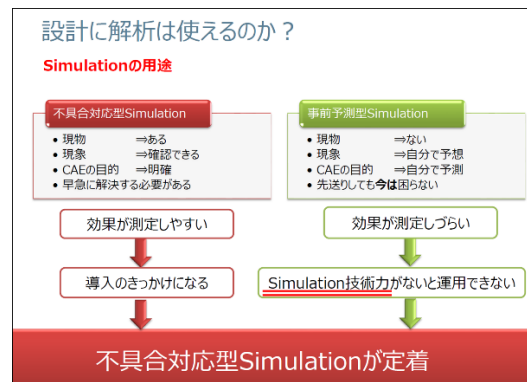 設計に解析は使えるのか？
Simulationの用途
不具合対応型Simulation
• 現物 ⇒ある
• 現象 ⇒確認できる
• CAEの目的 ⇒明確
• 早急に解決する必要がある
効果が測定しやすい
導入のきっかけになる
事前予測型Simulation
• 現物 ⇒ない
• 現象 ⇒自分で予想
• CAEの目的 ⇒自分で予測
• 先送りしても今は困らない
効果が測定しづらい
Simulation技術力がないと運用できない
不具合対応型Simulationが定着